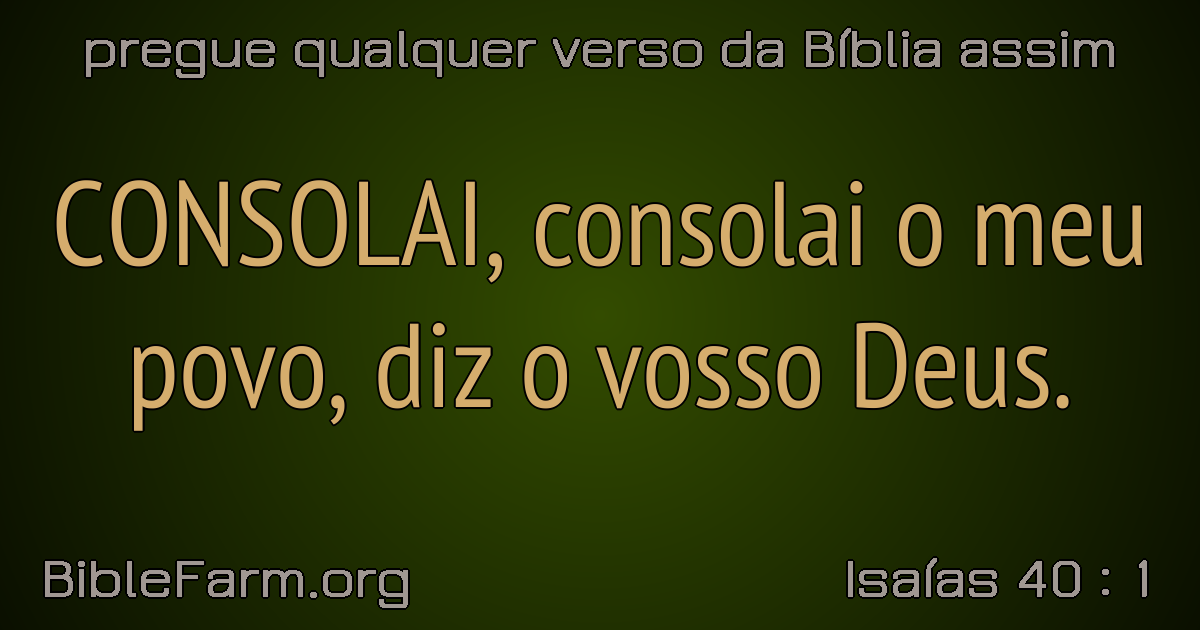 pregue qualquer verso da Bíblia assim
CONSOLAI, consolai o meu
povo, diz o vosso Deus.
BibleFarm.org
Isaías 40 : 1